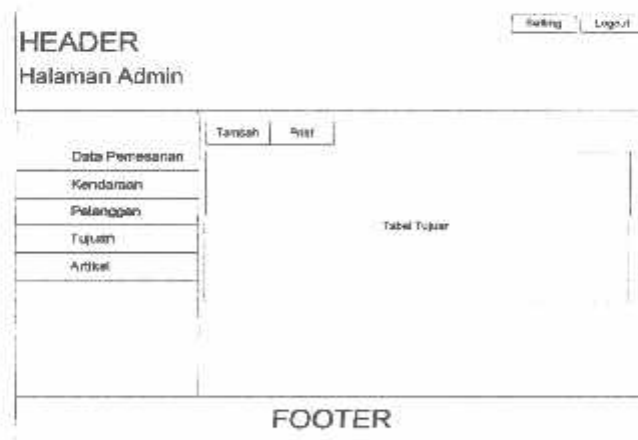 Setting Logout
HEADER
Halaman Admin
Tambah Print
Data Pemesanan
Kendaraan
Pelanggan
Tujuan
Artikel
Tabel Tujuan
FOOTER